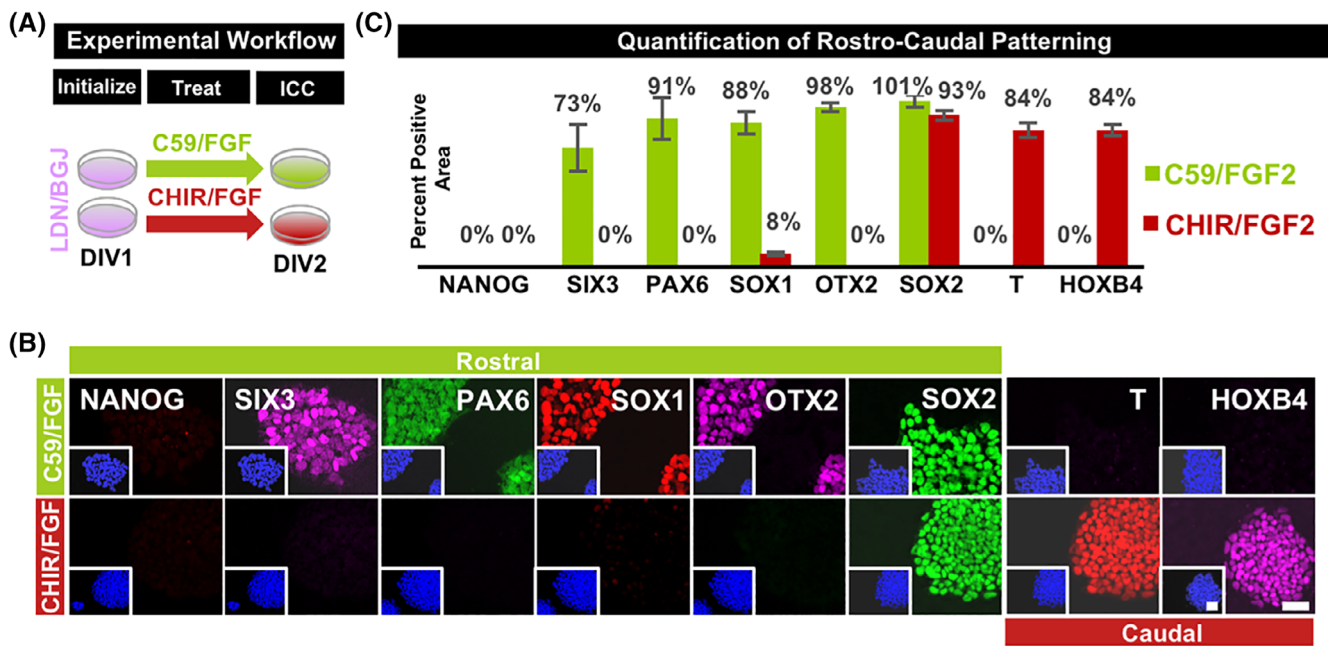 (A)
Experimental Workflow
Initialize Treat ICC
LDN/BGJ
C59/FGF
CHIR/FGF
DIV1
DIV2
(C)
Quantification of Rostro-Caudal Patterning
Percent Positive
Area
0% 0%
73% 0%
91% 0%
88% 8%
98% 0%
101% 93%
0% 84%
0% 84%
NANOG SIX3 PAX6 SOX1 OTX2 SOX2 T HOXB4
C59/FGF2
CHIR/FGF2
(B)
Rostral
C59/FGF
NANOG SIX3 PAX6 SOX1 OTX2 SOX2 T HOXB4
CHIR/FGF
Caudal